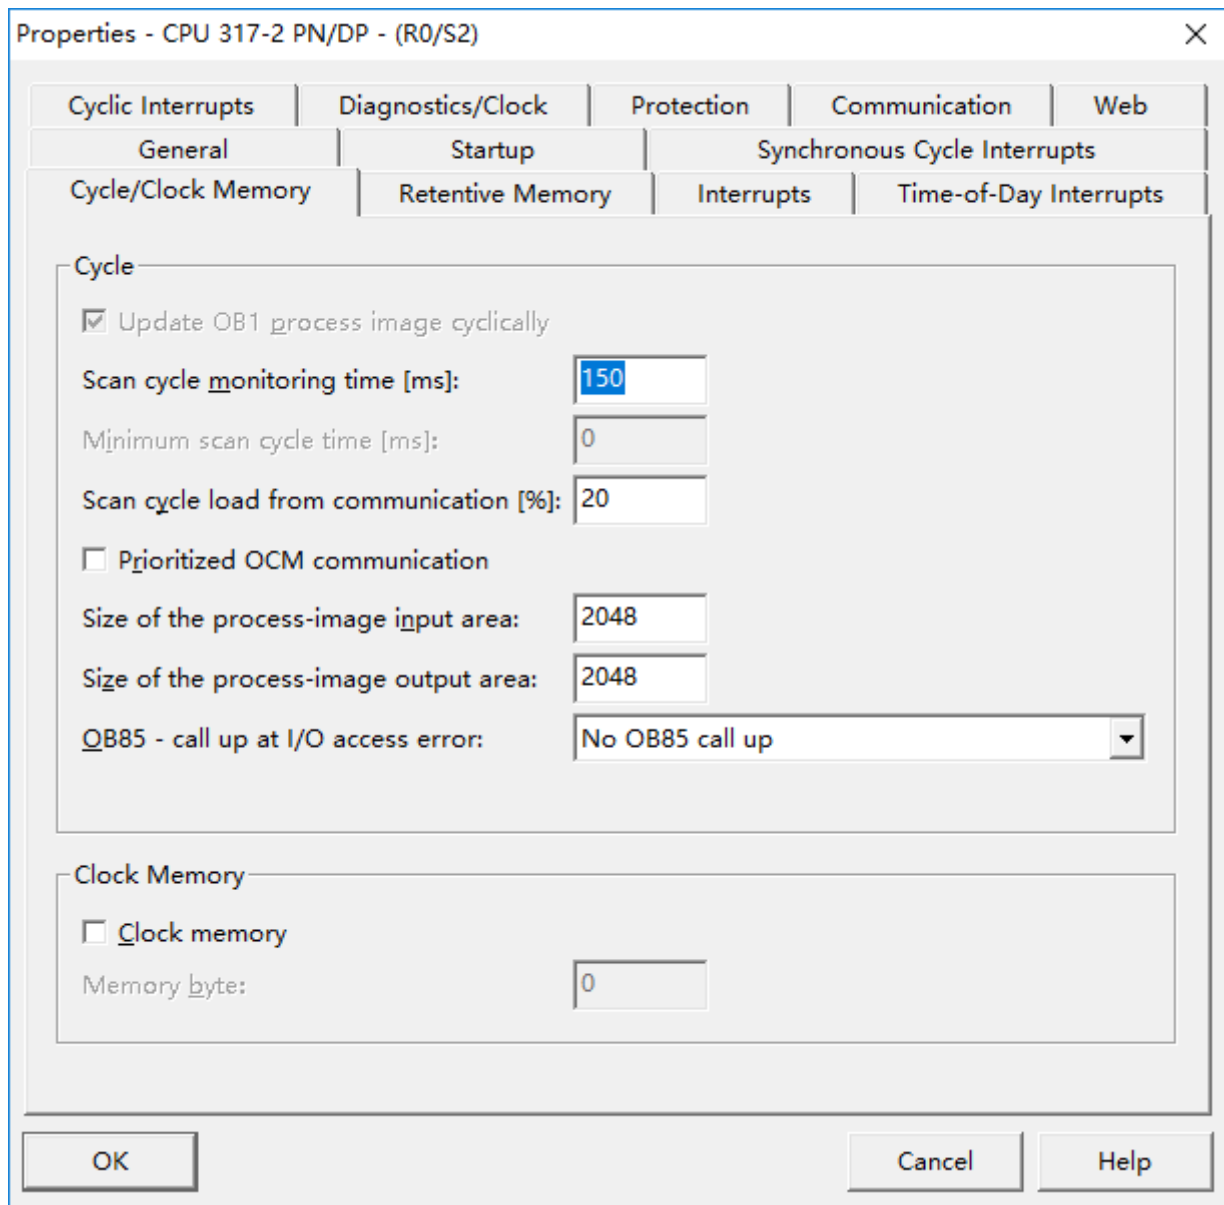 Properties - CPU 317-2 PN/DP - (R0/S2)
Cyclic Interrupts Diagnostics/Clock Protection Communication Web
General Startup Synchronous Cycle Interrupts
Cycle/Clock Memory Retentive Memory Interrupts Time-of-Day Interrupts
Cycle
Update OB1 process image cyclically
Scan cycle monitoring time [ms]: 150
Minimum scan cycle time [ms]: 0
Scan cycle load from communication [%]: 20
Prioritized OCM communication
Size of the process-image input area: 2048
Size of the process-image output area: 2048
OB85 - call up at I/O access error: No OB85 call up
Clock Memory
Clock memory
Memory byte: 0
OK Cancel Help